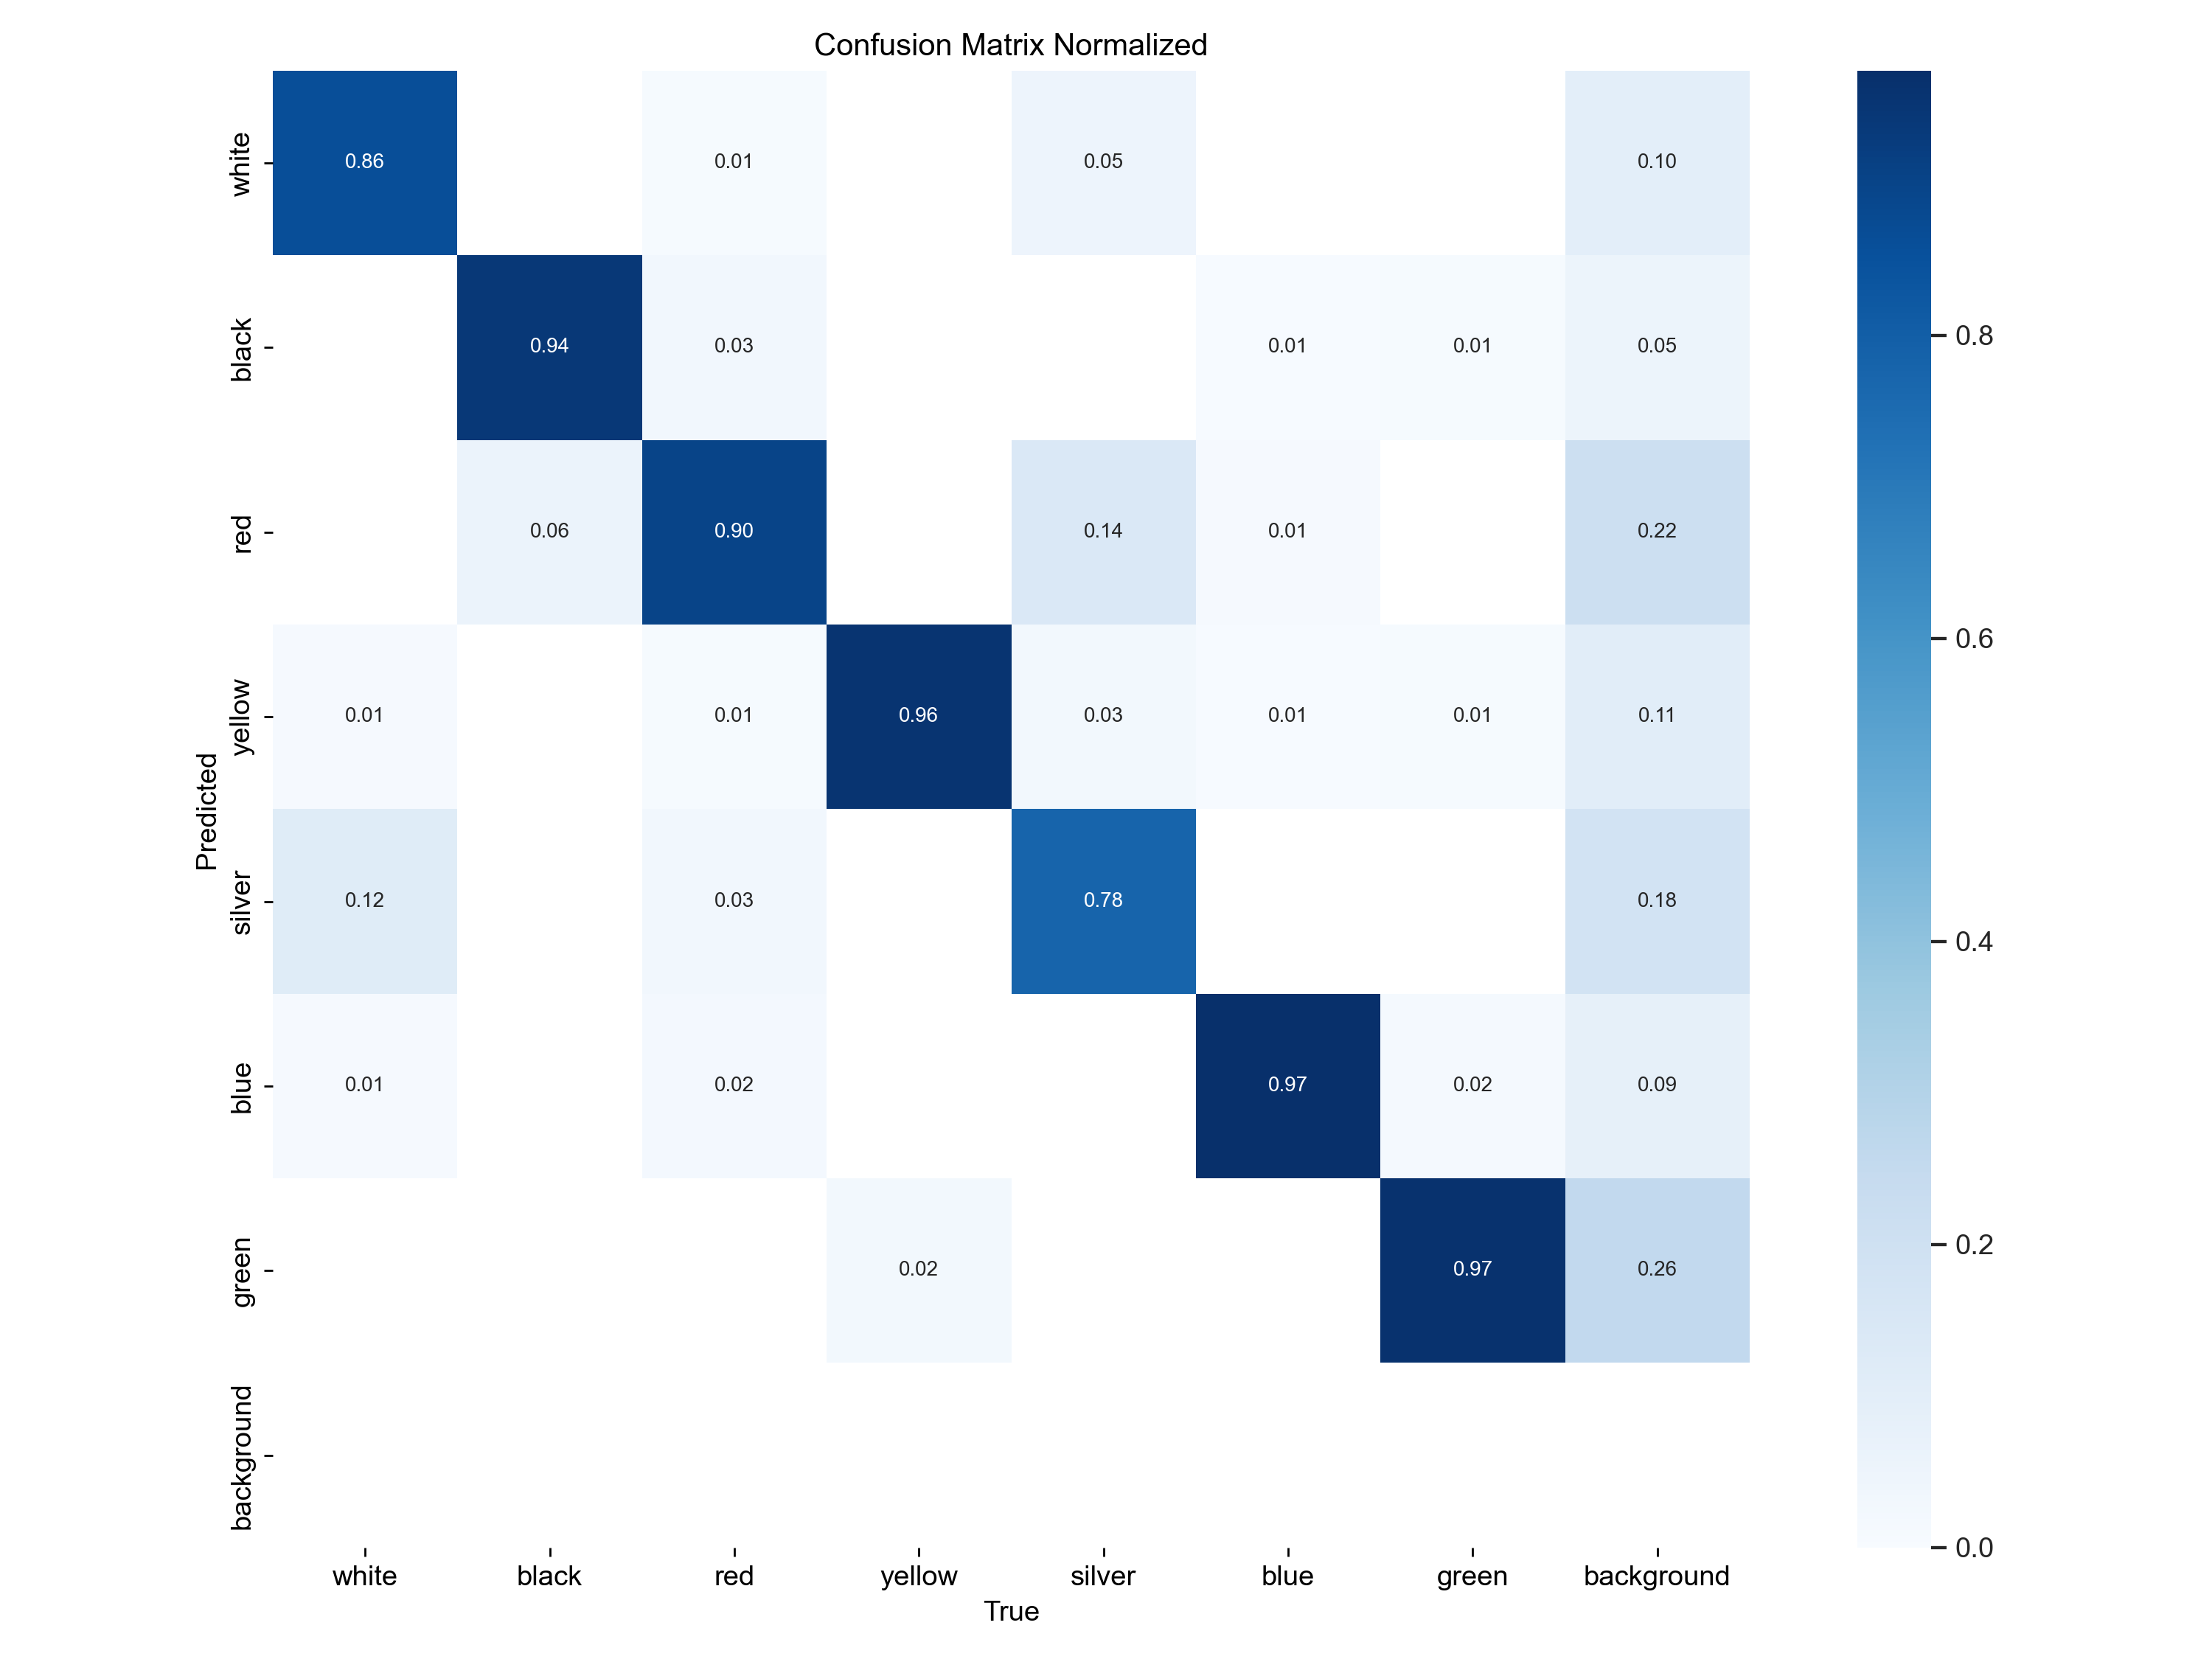 Confusion Matrix Normalized
white 0.86 0.01 0.05 0.10
black 0.94 0.03 0.01 0.01 0.05
red 0.06 0.90 0.14 0.01 0.22
yellow 0.01 0.01 0.96 0.03 0.01 0.01 0.11
silver 0.12 0.03 0.78 0.18
blue 0.01 0.02 0.97 0.02 0.09
green 0.02 0.97 0.26
background
Predicted
white black red yellow silver blue green background
True
0.8
0.6
0.4
0.2
0.0